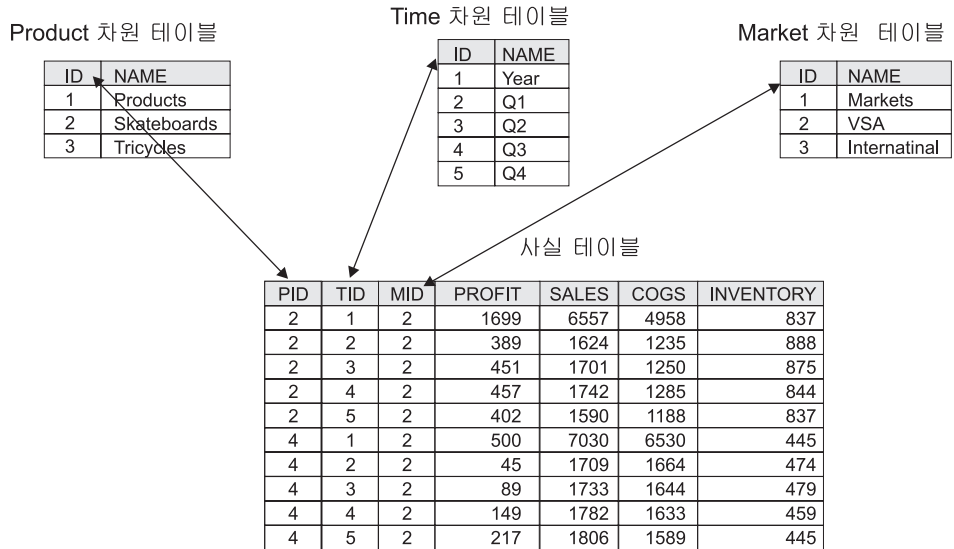 Time 차원 테이블
Product 차원 테이블
Market 차원 테이블
ID NAME
1 Products
2 Skateboards
3 Tricycles
ID NAME
1 Year
2 Q1
3 Q2
4 Q3
5 Q4
ID NAME
1 Markets
2 VSA
3 Internatinal
사실 테이블
PID TID MID PROFIT SALES COGS INVENTORY
2 1 2 1699 6557 4958 837
2 2 2 389 1624 1235 888
2 3 2 451 1701 1250 875
2 4 2 457 1742 1285 844
2 5 2 402 1590 1188 837
4 1 2 500 7030 6530 445
4 2 2 45 1709 1664 474
4 3 2 89 1733 1644 479
4 4 2 149 1782 1633 459
4 5 2 217 1806 1589 445